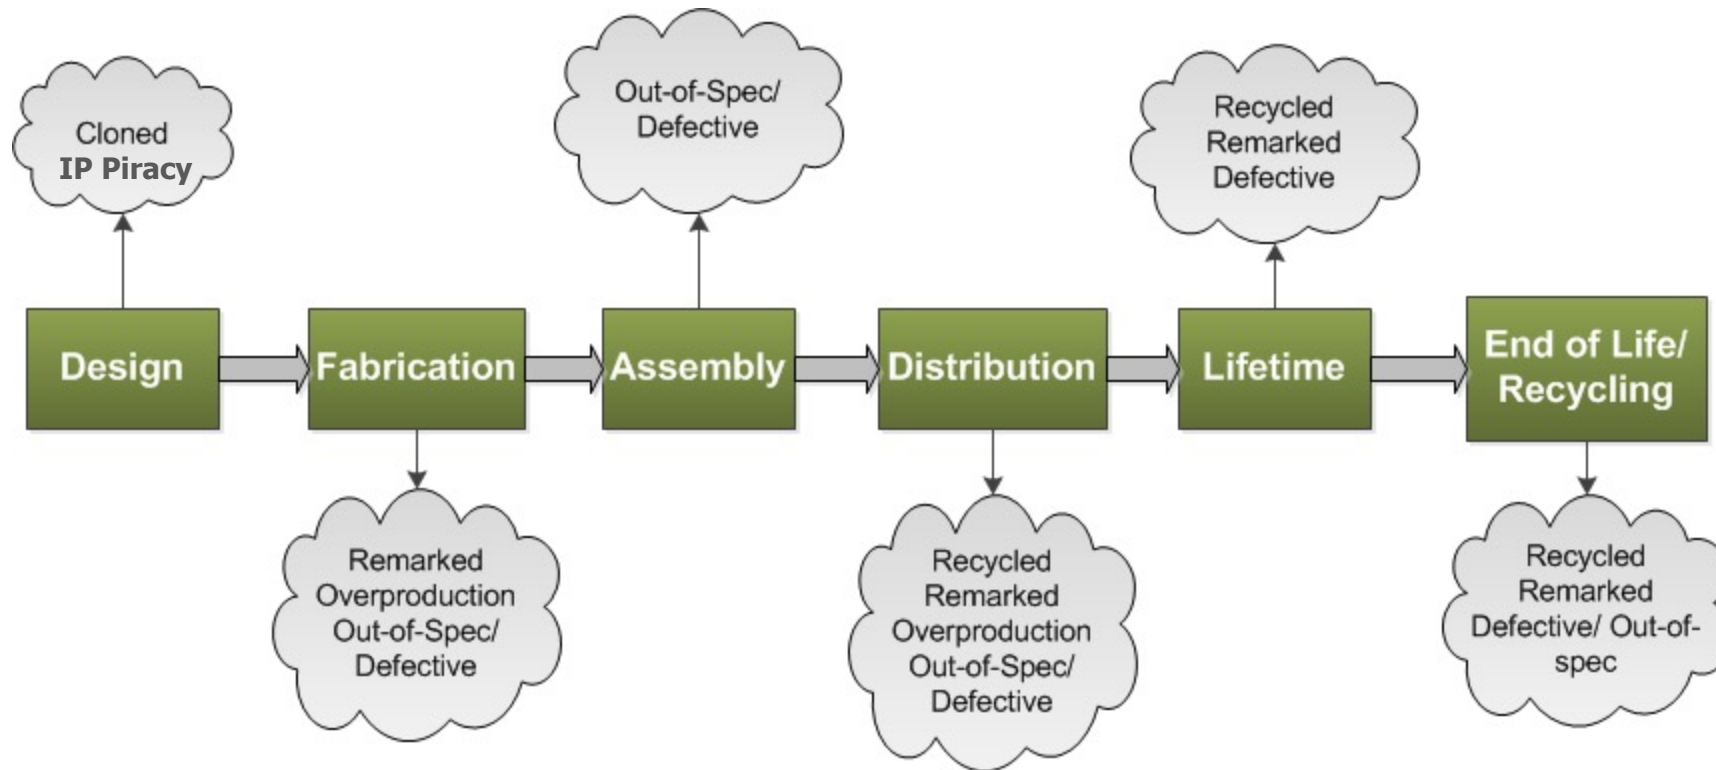 Cloned
IP Piracy
Out-of-Spec/
Defective
Recycled
Remarked
Defective
Design
Fabrication
Assembly
Distribution
Lifetime
End of Life/
Recycling
Remarked
Overproduction
Out-of-Spec/
Defective
Recycled
Remarked
Overproduction
Out-of-Spec/
Defective
Recycled
Remarked
Defective/ Out-of-
spec